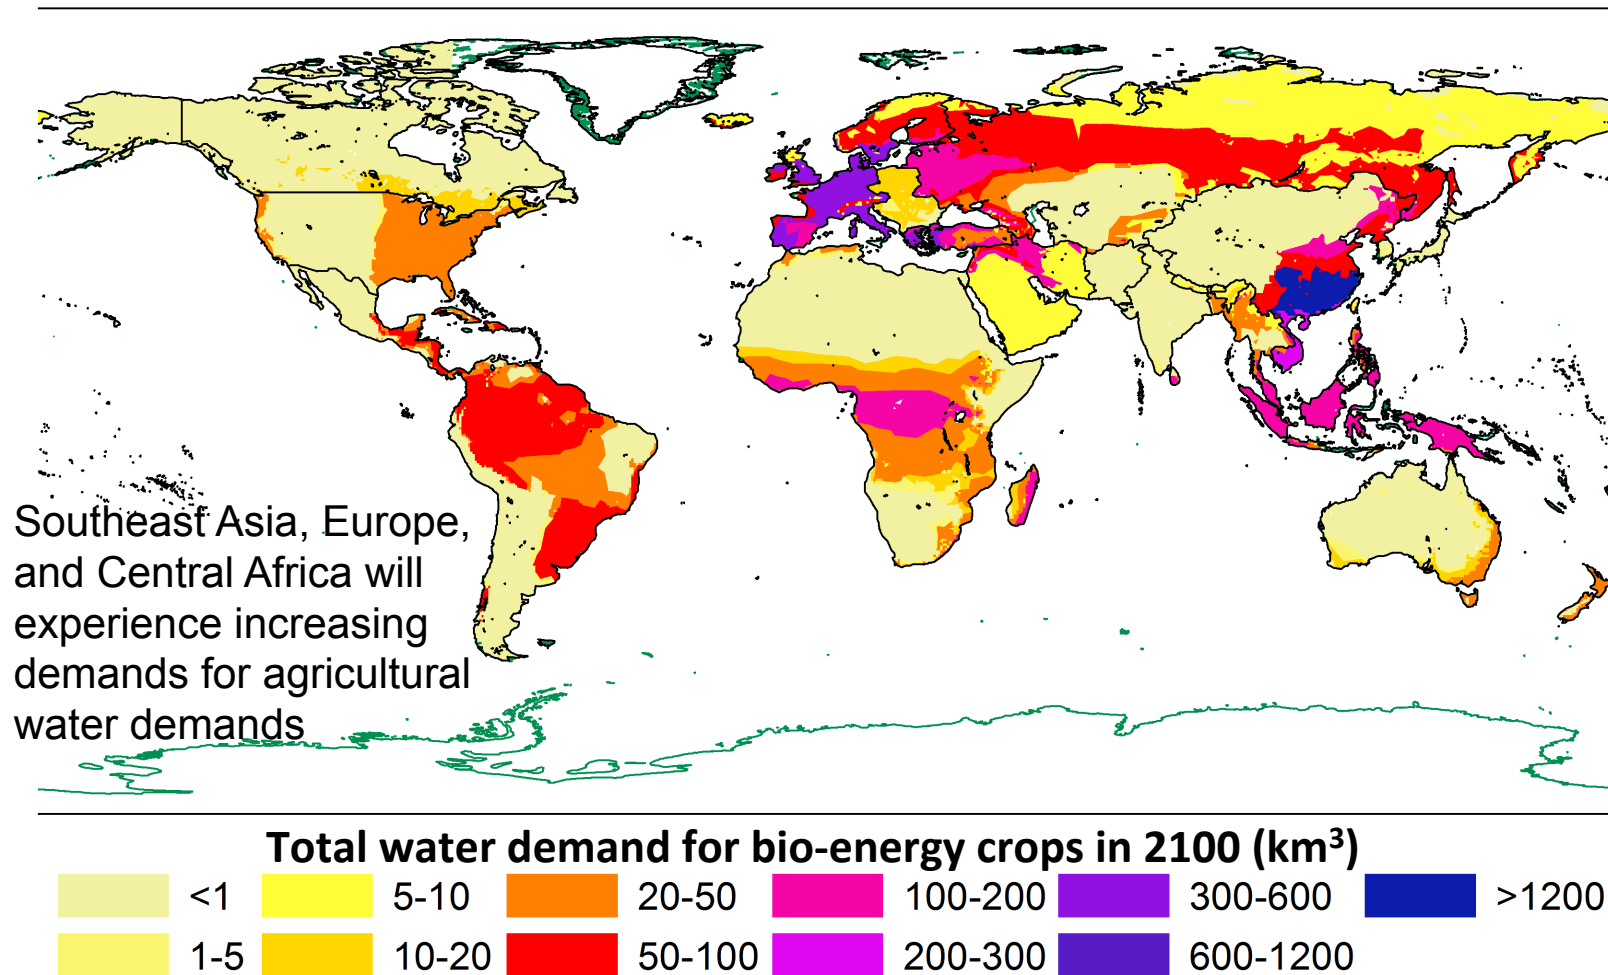 Southeast Asia, Europe,
and Central Africa will
experience increasing
demands for agricultural
water demands
Total water demand for bio-energy crops in 2100 (km³)
<1 5-10 20-50 100-200 300-600 >1200
1-5 10-20 50-100 200-300 600-1200